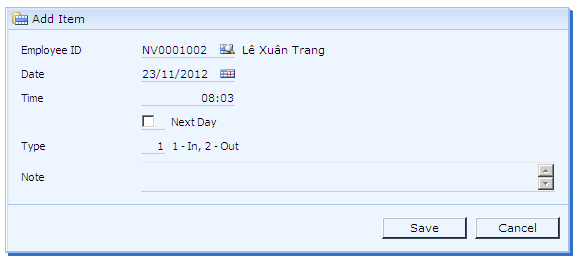 Add Item
Employee ID NV0001002 Lê Xuân Trang
Date 23/11/2012
Time 08:03
Next Day
Type 1 1 - In, 2 - Out
Note
Save Cancel